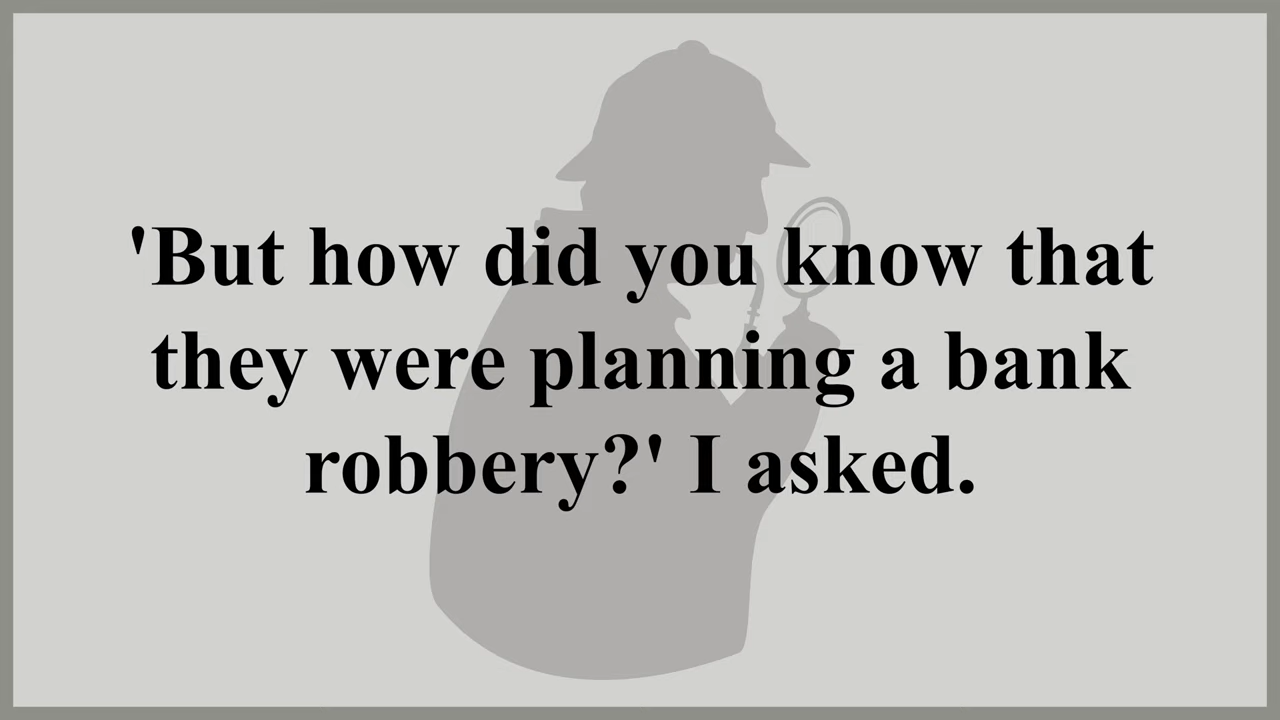 'But how did you know that
they were planning a bank
robbery?' I asked.